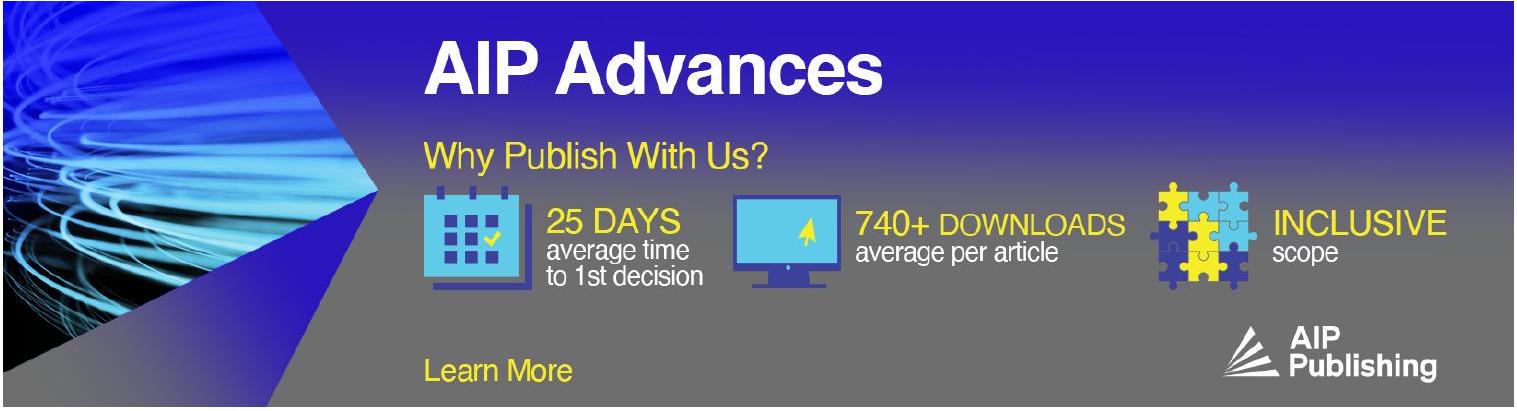 AIP Advances
Why Publish With Us?
25 DAYS
average time
to 1st decision
740+ DOWNLOADS
average per article
INCLUSIVE
scope
Learn More
AIP
Publishing